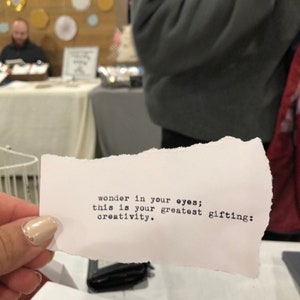 wonder in your eyes;
this is your greatest gifting:
creativity.